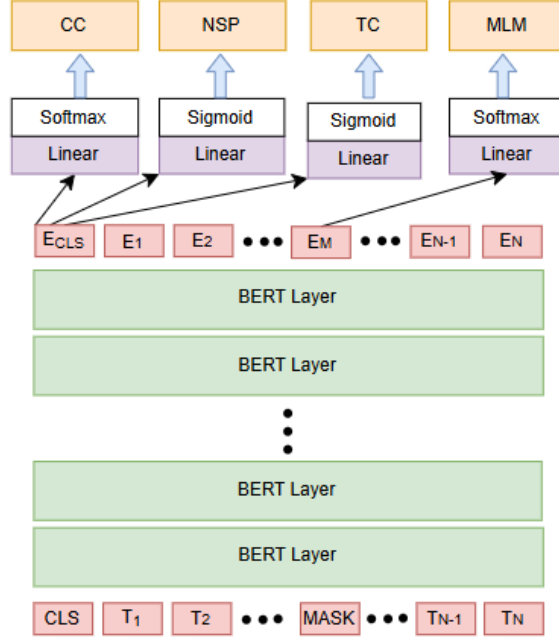 CC NSP TC MLM
Softmax Sigmoid Sigmoid Softmax
Linear Linear Linear Linear
ECLS E1 E2 ••• EM ••• EN-1 EN
BERT Layer
BERT Layer
BERT Layer
BERT Layer
CLS T1 T2 ••• MASK ••• TN-1 TN